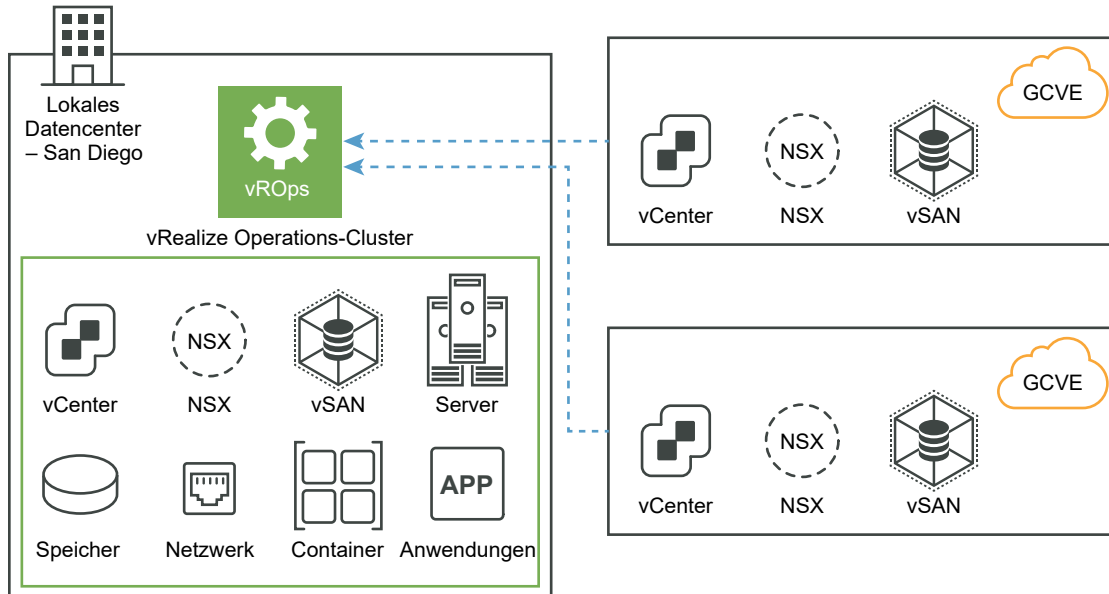 Lokales
Datencenter
– San Diego
vROps
vRealize Operations-Cluster
vCenter
NSX
NSX
vSAN
Server
Speicher
Netzwerk
Container
APP
Anwendungen
GCVE
vCenter
NSX
NSX
vSAN
GCVE
vCenter
NSX
NSX
vSAN